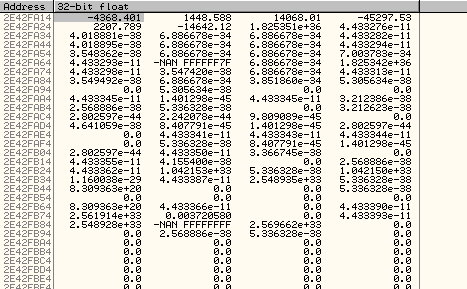 Address 32-bit float
2E42FA14 -4368.401 1448.588 14068.01 -45297.53
2E42FA24 2207.789 -14642.12 1.825351e+36 4.433276e-11
2E42FA34 4.018881e-38 6.886678e-34 6.886678e-34 4.433282e-11
2E42FA44 4.018895e-38 6.886678e-34 6.886678e-34 4.433294e-11
2E42FA54 3.548362e-38 6.886678e-34 6.886678e-34 7.003783e-34
2E42FA64 4.433293e-11 -NAN FFFFFF7F 6.886678e-34 1.825342e+36
2E42FA74 4.433298e-11 3.547420e-38 6.886678e-34 4.433313e-11
2E42FA84 3.549492e-38 6.886678e-34 3.851864e-34 5.305634e-38
2E42FA94 0.0 5.305634e-38 0.0 0.0
2E42FAA4 4.433345e-11 1.401298e-45 4.433345e-11 3.212386e-38
2E42FAB4 2.568886e-38 5.336328e-38 0.0 3.212623e-38
2E42FAC4 2.802597e-44 2.242078e-44 9.809089e-45 0.0
2E42FAD4 4.641059e-38 8.407791e-45 1.401298e-45 2.802597e-44
2E42FAE4 0.0 4.433341e-11 4.433343e-11 4.433344e-11
2E42FAF4 0.0 5.336328e-38 8.407791e-45 1.401298e-45
2E42FB04 2.802597e-44 4.433350e-11 3.366745e-38 0.0
2E42FB14 4.433355e-11 4.155400e-38 0.0 2.568886e-38
2E42FB24 4.433362e-11 1.042153e+33 5.336328e-38 1.042150e+33
2E42FB34 1.160038e-29 4.433387e-11 2.548935e+33 5.336328e-38
2E42FB44 8.309363e+20 0.0 0.0 5.336328e-38
2E42FB54 0.0 0.0 0.0 0.0
2E42FB64 8.309363e+20 4.433366e-11 0.0 4.433390e-11
2E42FB74 2.561914e+33 0.003720580 0.0 4.433393e-11
2E42FB84 2.548928e+33 -NAN FFFFFFFF 2.569662e+33 0.0
2E42FB94 0.0 2.568886e-38 5.336328e-38 0.0
2E42FBA4 0.0 0.0 0.0 0.0
2E42FBB4 0.0 0.0 0.0 0.0
2E42FBC4 0.0 0.0 0.0 0.0
2E42FBD4 0.0 0.0 0.0 0.0
2E42FBE4 0.0 0.0 0.0 0.0